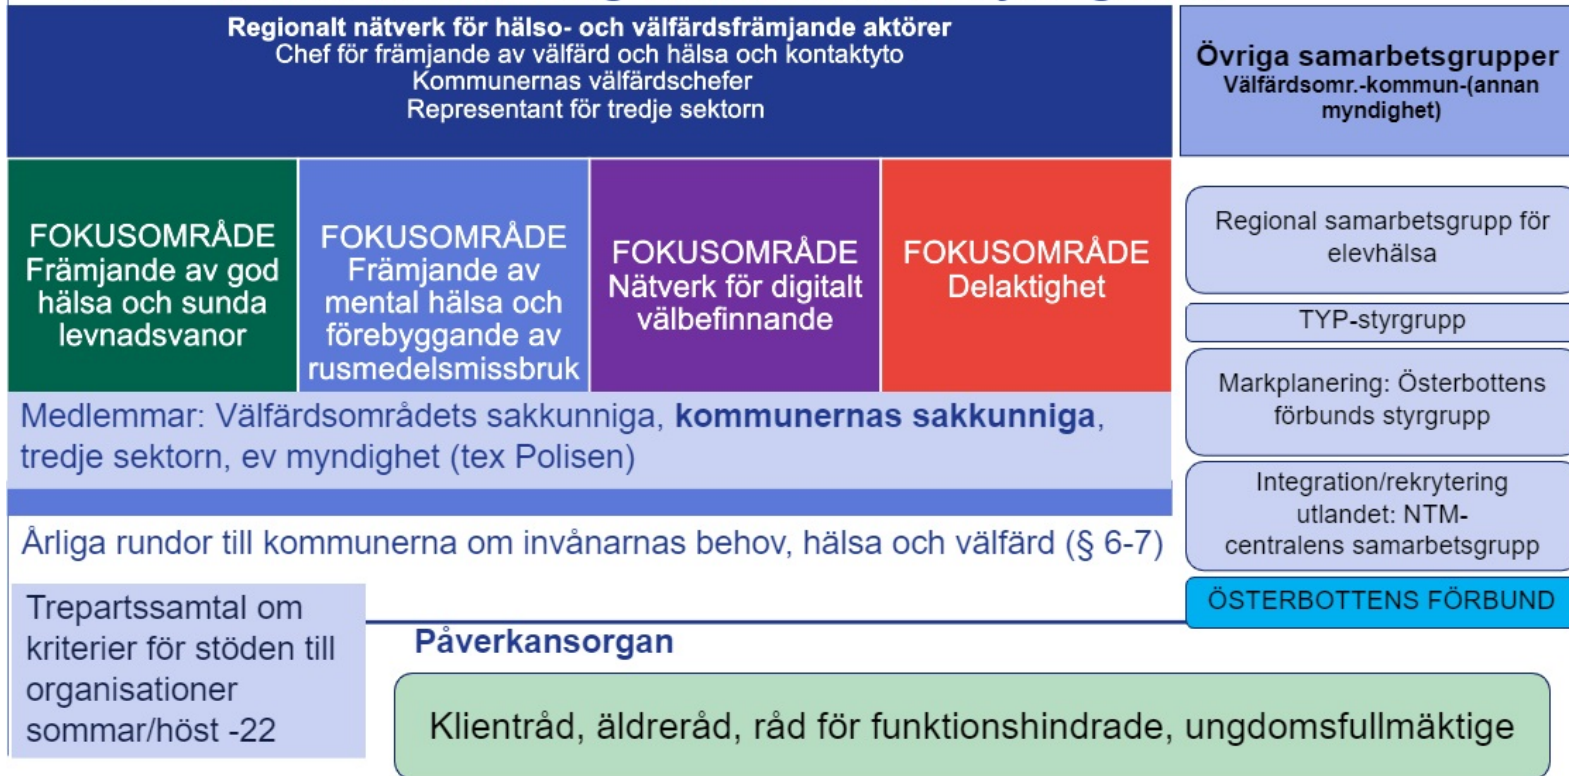 Regionalt nätverk för hälso- och välfärdsfrämjande aktörer
Chef för främjande av välfärd och hälsa och kontaktyto
Kommunernas välfärdschefer
Representant för tredje sektorn
Övriga samarbetsgrupper
Välfärdsomr.-kommun-(annan
myndighet)
FOKUSOMRÅDE
Främjande av god
hälsa och sunda
levnadsvanor
FOKUSOMRÅDE
Främjande av
mental hälsa och
förebyggande av
rusmedelsmissbruk
FOKUSOMRÅDE
Nätverk för digitalt
välbefinnande
FOKUSOMRÅDE
Delaktighet
Medlemmar: Välfärdsområdets sakkunniga, kommunernas sakkunniga,
tredje sektorn, ev myndighet (tex Polisen)
Årliga rundor till kommunerna om invånarnas behov, hälsa och välfärd (§ 6-7)
Regional samarbetsgrupp för
elevhälsa
TYP-styrgrupp
Markplanering: Österbottens
förbunds styrgrupp
Integration/rekrytering
utlandet: NTM-
centralens samarbetsgrupp
ÖSTERBOTTENS FÖRBUND
Trepartssamtal om
kriterier för stöden till
organisationer
sommar/höst -22
Påverkansorgan
Klientråd, äldreråd, råd för funktionshindrade, ungdomsfullmäktige